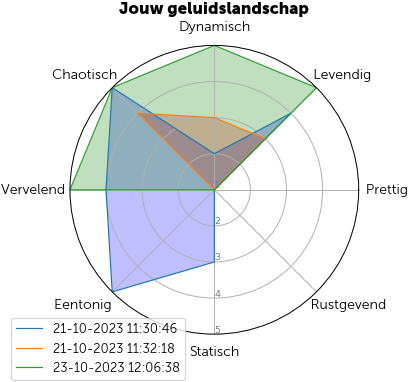 Jouw geluidslandschap
Dynamisch
Chaotisch
Levendig
Vervelend
Prettig
2
3
4
5
Eentonig
Rustgevend
Statisch
21-10-2023 11:30:46
21-10-2023 11:32:18
23-10-2023 12:06:38